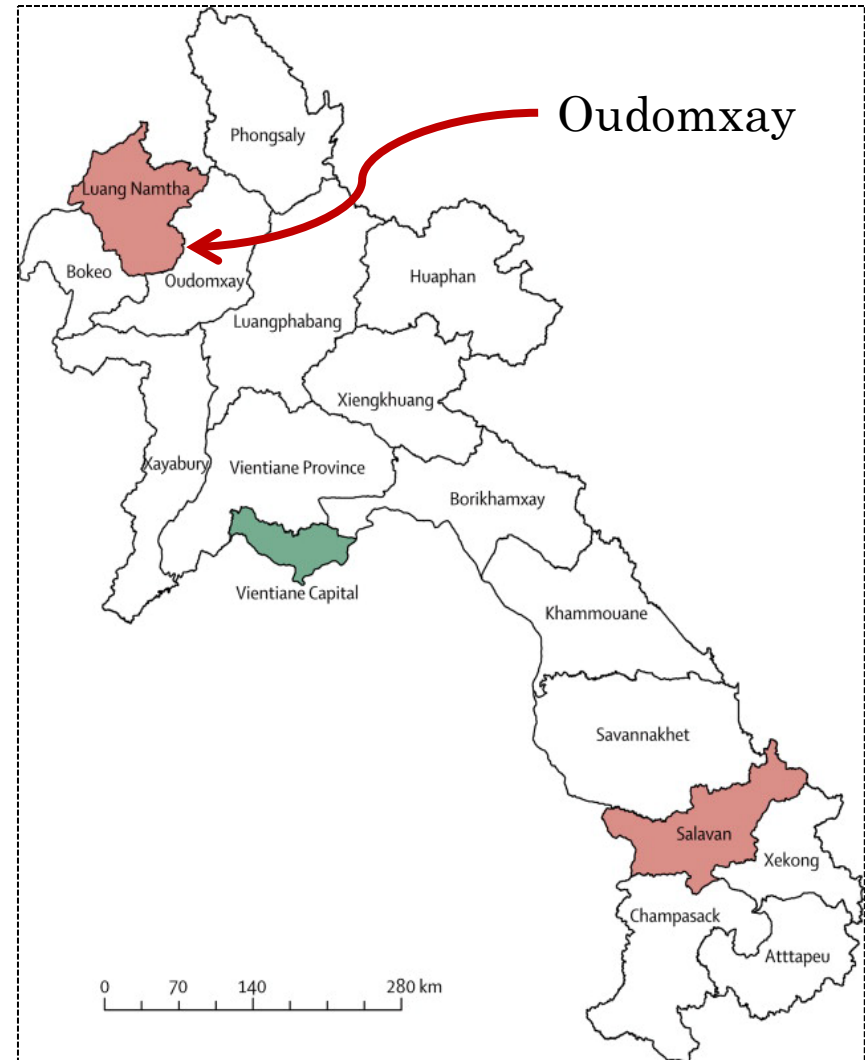 Oudomxay
Phongsaly
Luang Namtha
Bokeo
Oudomxay
Huaphan
Luangphabang
Xiengkhuang
Xayabury
Vientiane Province
Borikhamxay
Vientiane Capital
Khammouane
Savannakhet
Salavan
Xekong
Champasack
Atttapeu
0 70 140 280 km